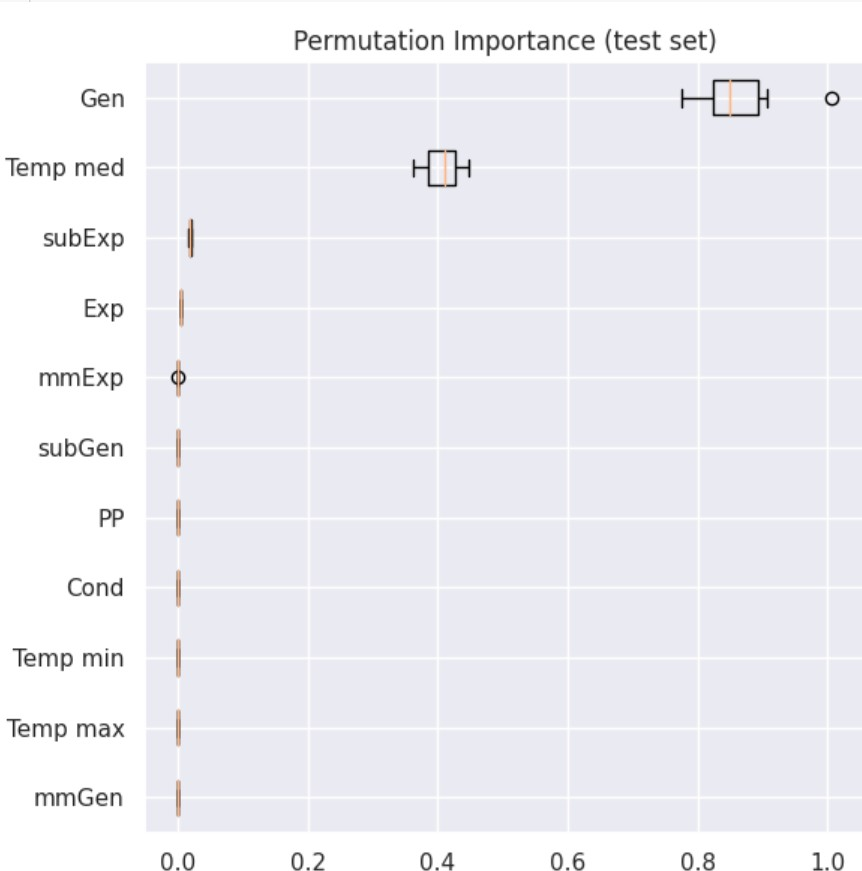 Permutation Importance (test set)
Gen
Temp med
subExp
Exp
mmExp
subGen
PP
Cond
Temp min
Temp max
mmGen
0.0 0.2 0.4 0.6 0.8 1.0